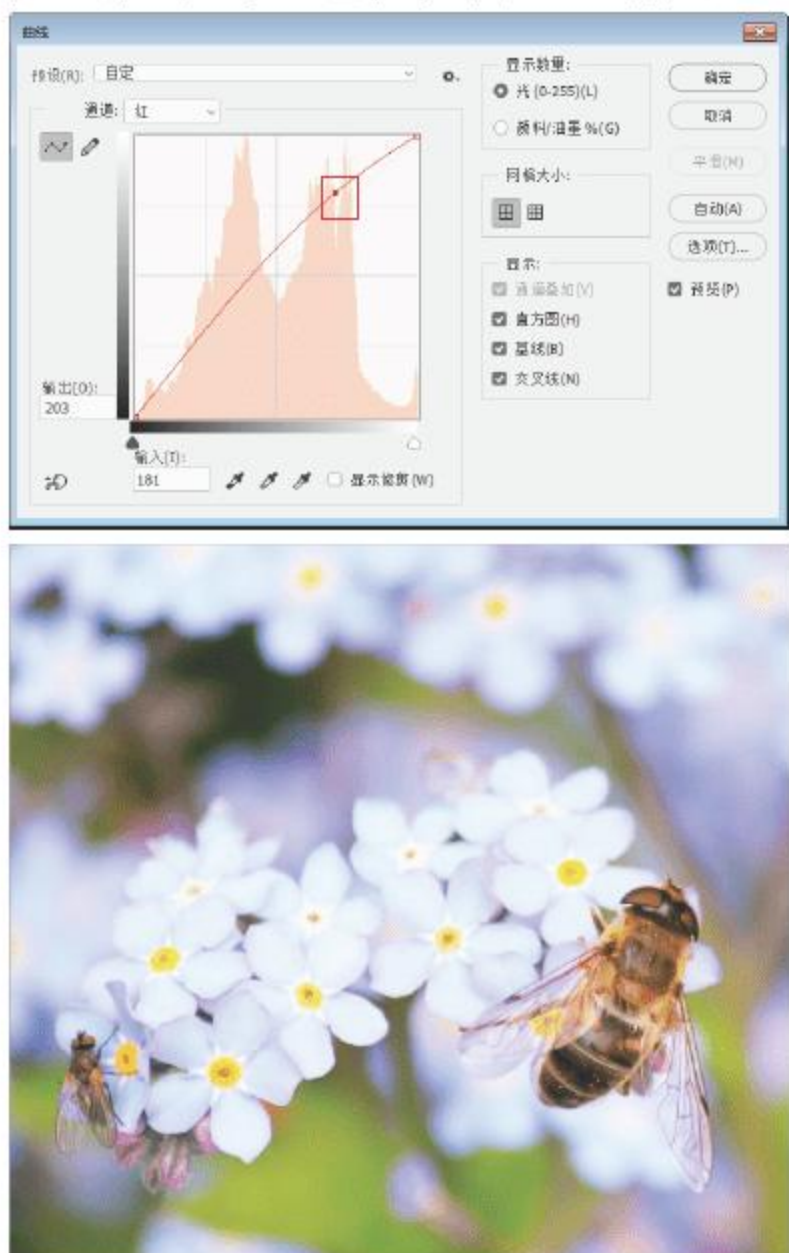 曲线
预设(R): 自定
通道: 红
输出(O):
203
输入(I):
181
显示修剪(W)
显示数量:
光 (0-255)(L)
颜料/油墨 %(G)
网格大小:
显示:
通道叠加(V)
直方图(H)
基线(B)
交叉线(N)
确定
取消
平滑(M)
自动(A)
选项(T)...
预览(P)